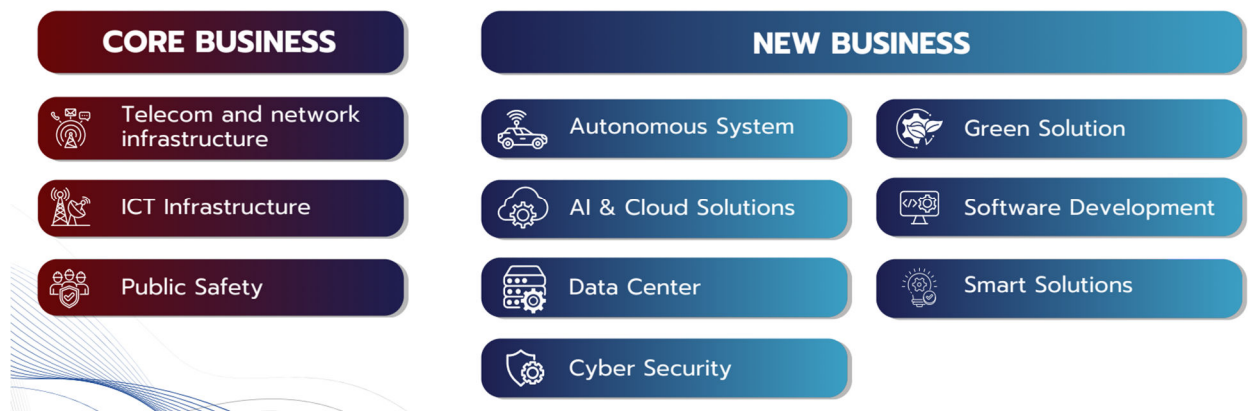 CORE BUSINESS
Telecom and network
infrastructure
ICT Infrastructure
Public Safety
NEW BUSINESS
Autonomous System
AI & Cloud Solutions
Data Center
Cyber Security
Green Solution
Software Development
Smart Solutions